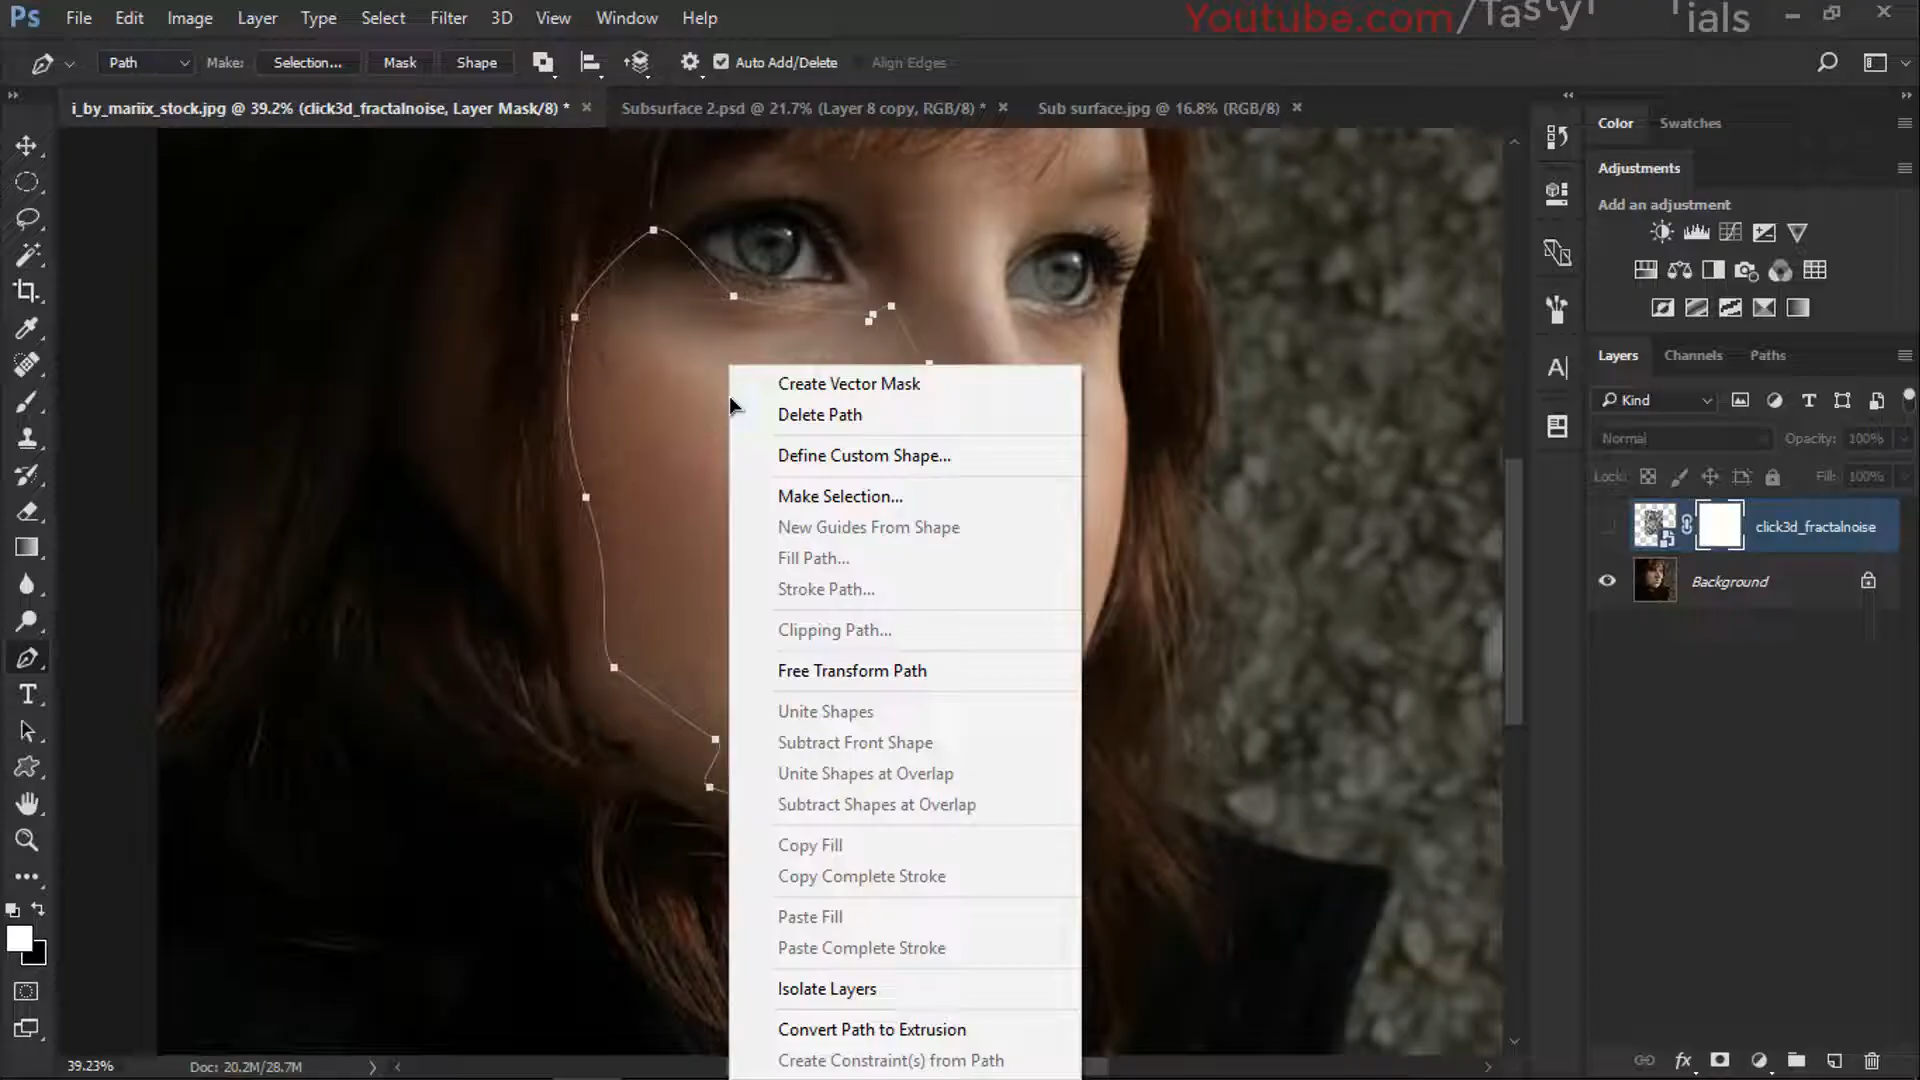 Ps File Edit Image Layer Type Select Filter 3D View Window Help
Youtube.com/Tasty
ials
Path Make: Selection... Mask Shape Auto Add/Delete Align Edges
i_by_mariix_stock.jpg @ 39.2% (click3d_fractalnoise, Layer Mask/8) *
Subsurface 2.psd @ 21.7% (Layer 8 copy, RGB/8) *
Sub surface.jpg @ 16.8% (RGB/8)
Color Swatches
Adjustments
Add an adjustment
Layers Channels Paths
Kind
Normal Opacity: 100%
Lock: Fill: 100%
click3d_fractalnoise
Background
Create Vector Mask
Delete Path
Define Custom Shape...
Make Selection...
New Guides From Shape
Fill Path...
Stroke Path...
Clipping Path...
Free Transform Path
Unite Shapes
Subtract Front Shape
Unite Shapes at Overlap
Subtract Shapes at Overlap
Copy Fill
Copy Complete Stroke
Paste Fill
Paste Complete Stroke
Isolate Layers
Convert Path to Extrusion
Create Constraint(s) from Path
39.23% Doc: 20.2M/28.7M